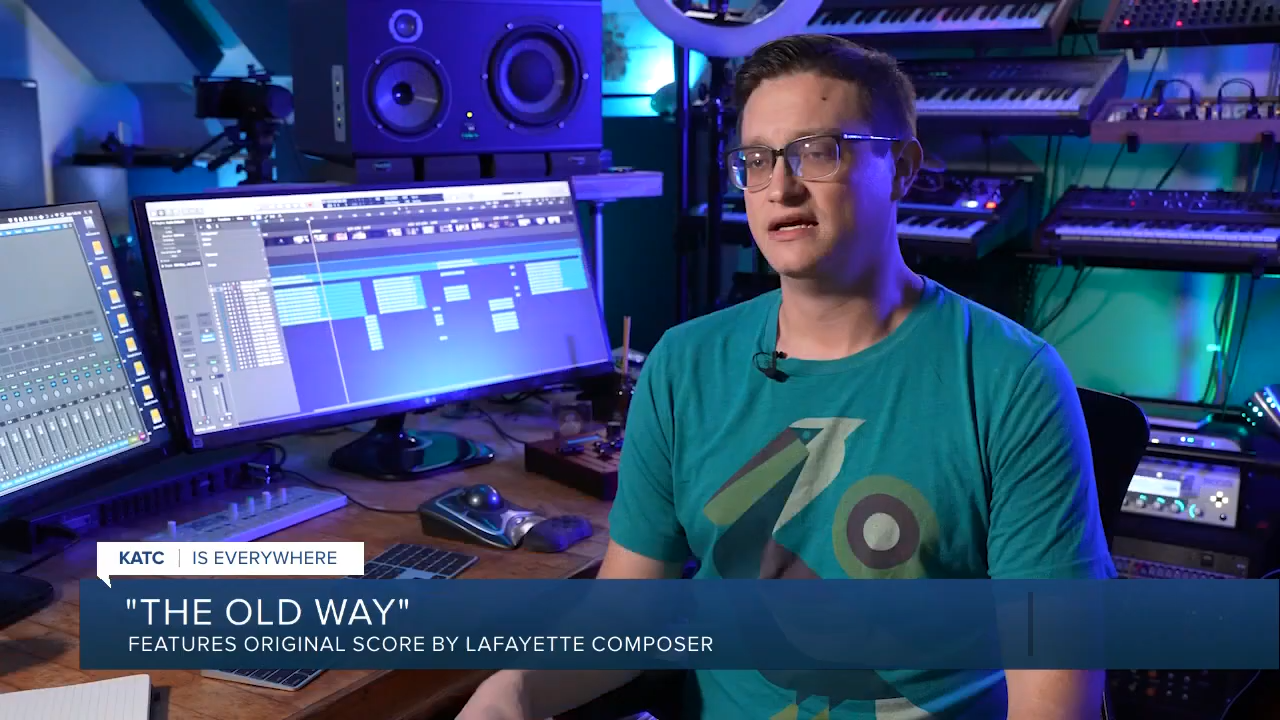 KATC | IS EVERYWHERE
"THE OLD WAY"
FEATURES ORIGINAL SCORE BY LAFAYETTE COMPOSER